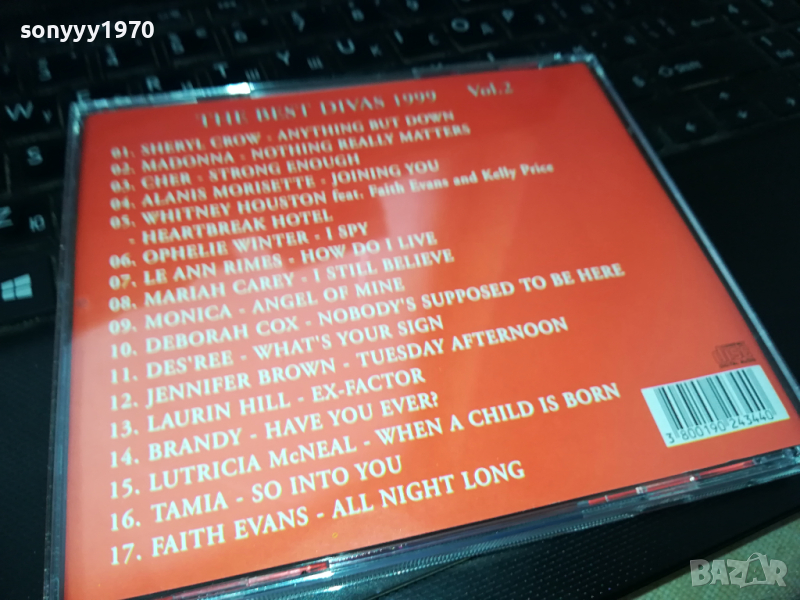 sonyyy1970
THE BEST DIVAS 1999 Vol.2
01. SHERYL CROW - ANYTHING BUT DOWN
02. MADONNA - NOTHING REALLY MATTERS
03. CHER - STRONG ENOUGH
04. ALANIS MORISETTE - JOINING YOU
05. WHITNEY HOUSTON feat. Faith Evans and Kelly Price
- HEARTBREAK HOTEL
06. OPHELIE WINTER - I SPY
07. LE ANN RIMES - HOW DO I LIVE
08. MARIAH CAREY - I STILL BELIEVE
09. MONICA - ANGEL OF MINE
10. DEBORAH COX - NOBODY'S SUPPOSED TO BE HERE
11. DES'REE - WHAT'S YOUR SIGN
12. JENNIFER BROWN - TUESDAY AFTERNOON
13. LAURIN HILL - EX-FACTOR
14. BRANDY - HAVE YOU EVER?
15. LUTRICIA McNEAL - WHEN A CHILD IS BORN
16. TAMIA - SO INTO YOU
17. FAITH EVANS - ALL NIGHT LONG
3 800190 243440
BAZAR